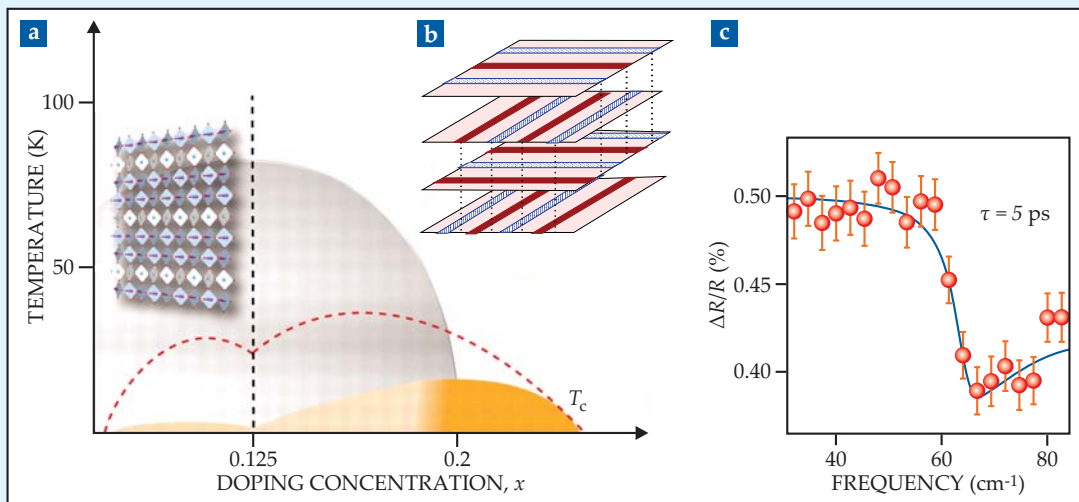 a
TEMPERATURE (K)
100
50
0.125
0.2
DOPING CONCENTRATION, x
Tc
b
c
ΔR/R (%)
0.50
0.45
0.40
τ = 5 ps
40
60
80
FREQUENCY (cm⁻¹)